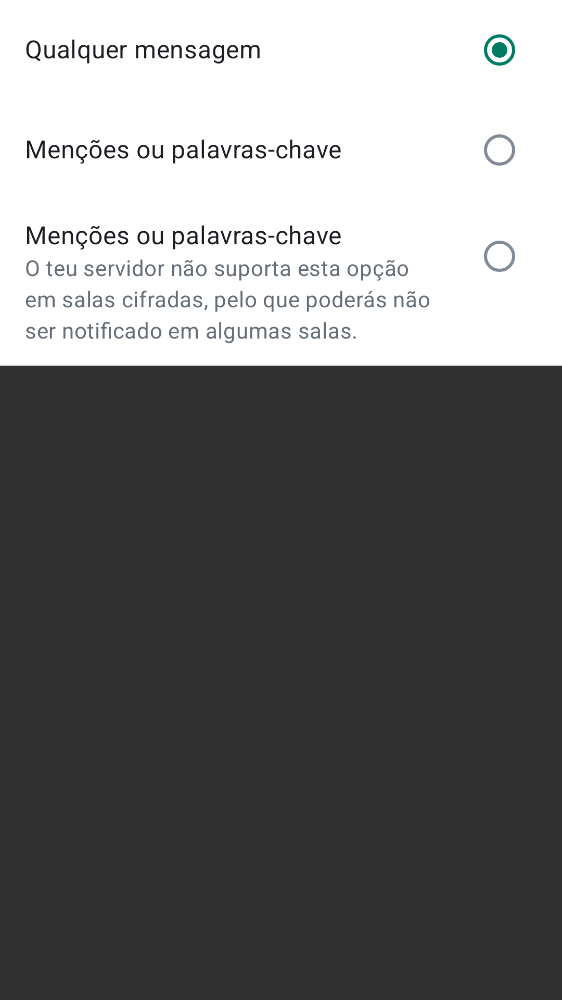 Qualquer mensagem
Menções ou palavras-chave
Menções ou palavras-chave
O teu servidor não suporta esta opção
em salas cifradas, pelo que poderás não
ser notificado em algumas salas.